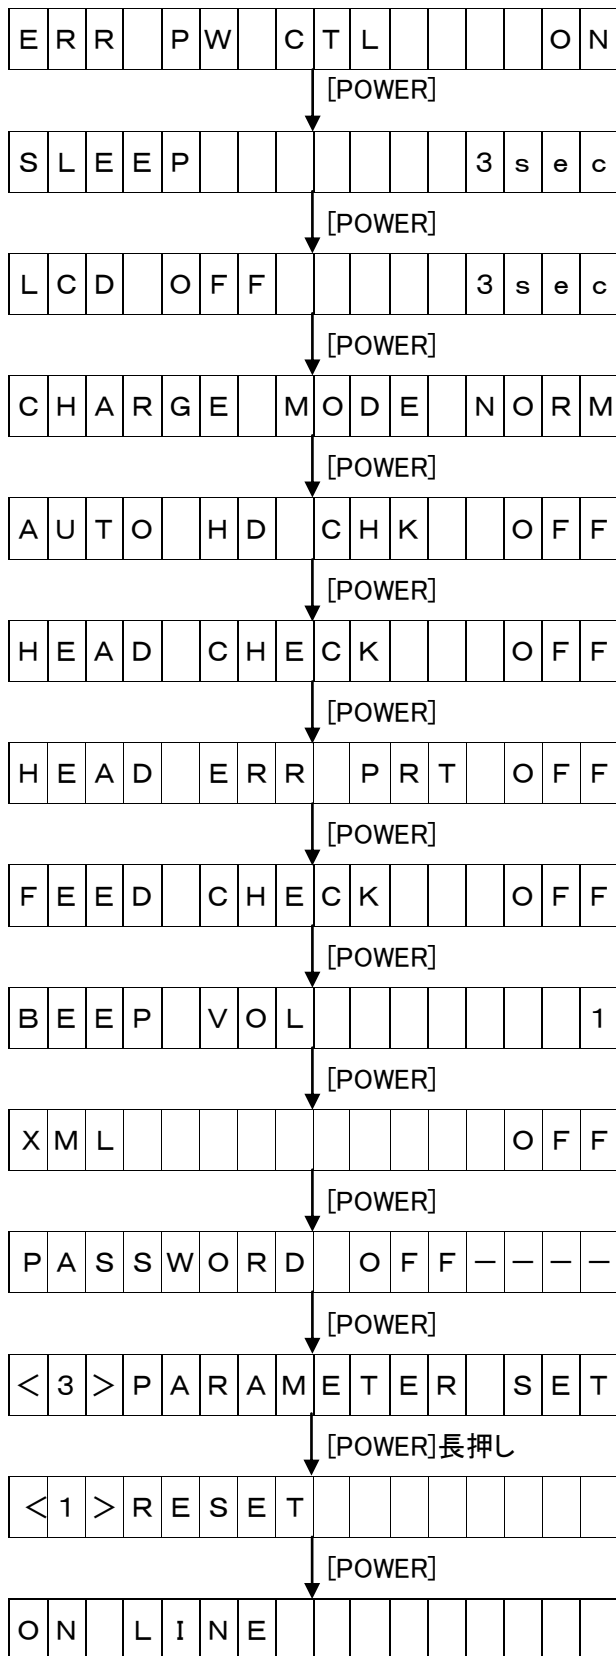 ERR PW CTL    ON
[POWER]
SLEEP       3sec
[POWER]
LCD OFF     3sec
[POWER]
CHARGE MODE NORM
[POWER]
AUTO HD CHK  OFF
[POWER]
HEAD CHECK   OFF
[POWER]
HEAD ERR PRT OFF
[POWER]
FEED CHECK   OFF
[POWER]
BEEP VOL       1
[POWER]
XML          OFF
[POWER]
PASSWORD OFF----
[POWER]
<3>PARAMETER SET
[POWER]長押し
<1>RESET
[POWER]
ON LINE